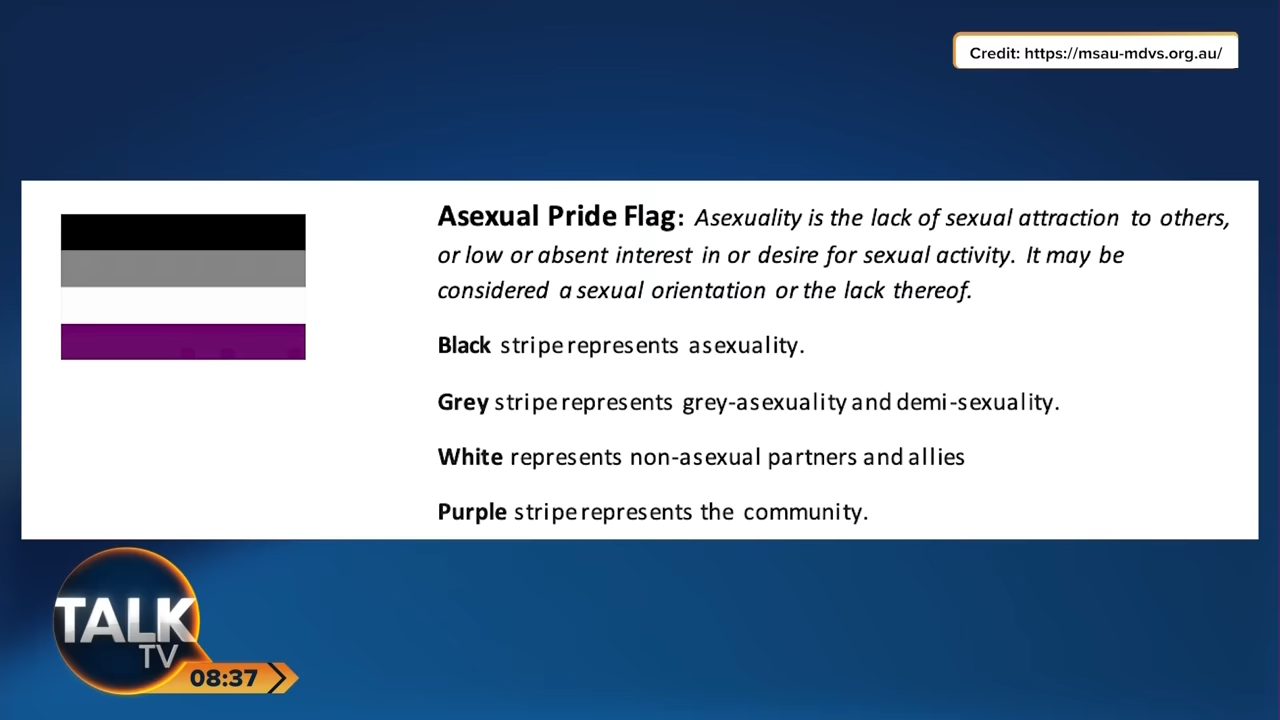 Credit: https://msau-mdvs.org.au/
Asexual Pride Flag: Asexuality is the lack of sexual attraction to others,
or low or absent interest in or desire for sexual activity. It may be
considered a sexual orientation or the lack thereof.
Black stripe represents asexuality.
Grey stripe represents grey-asexuality and demi-sexuality.
White represents non-asexual partners and allies
Purple stripe represents the community.
TALK
TV
08:37